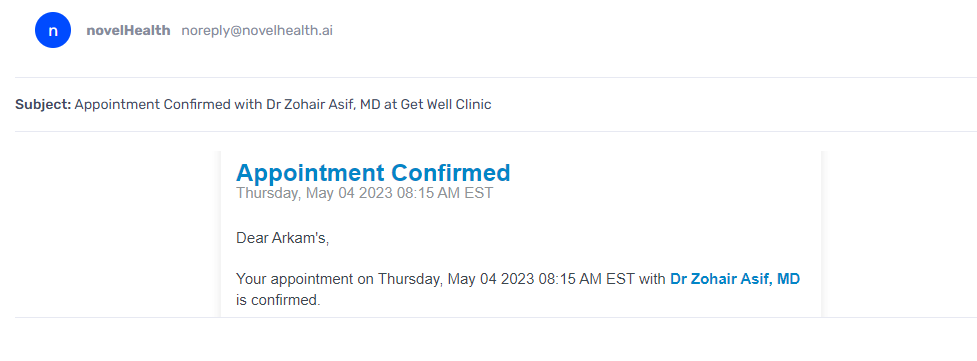 n novelHealth noreply@novelhealth.ai
Subject: Appointment Confirmed with Dr Zohair Asif, MD at Get Well Clinic
Appointment Confirmed
Thursday, May 04 2023 08:15 AM EST
Dear Arkam's,
Your appointment on Thursday, May 04 2023 08:15 AM EST with Dr Zohair Asif, MD
is confirmed.